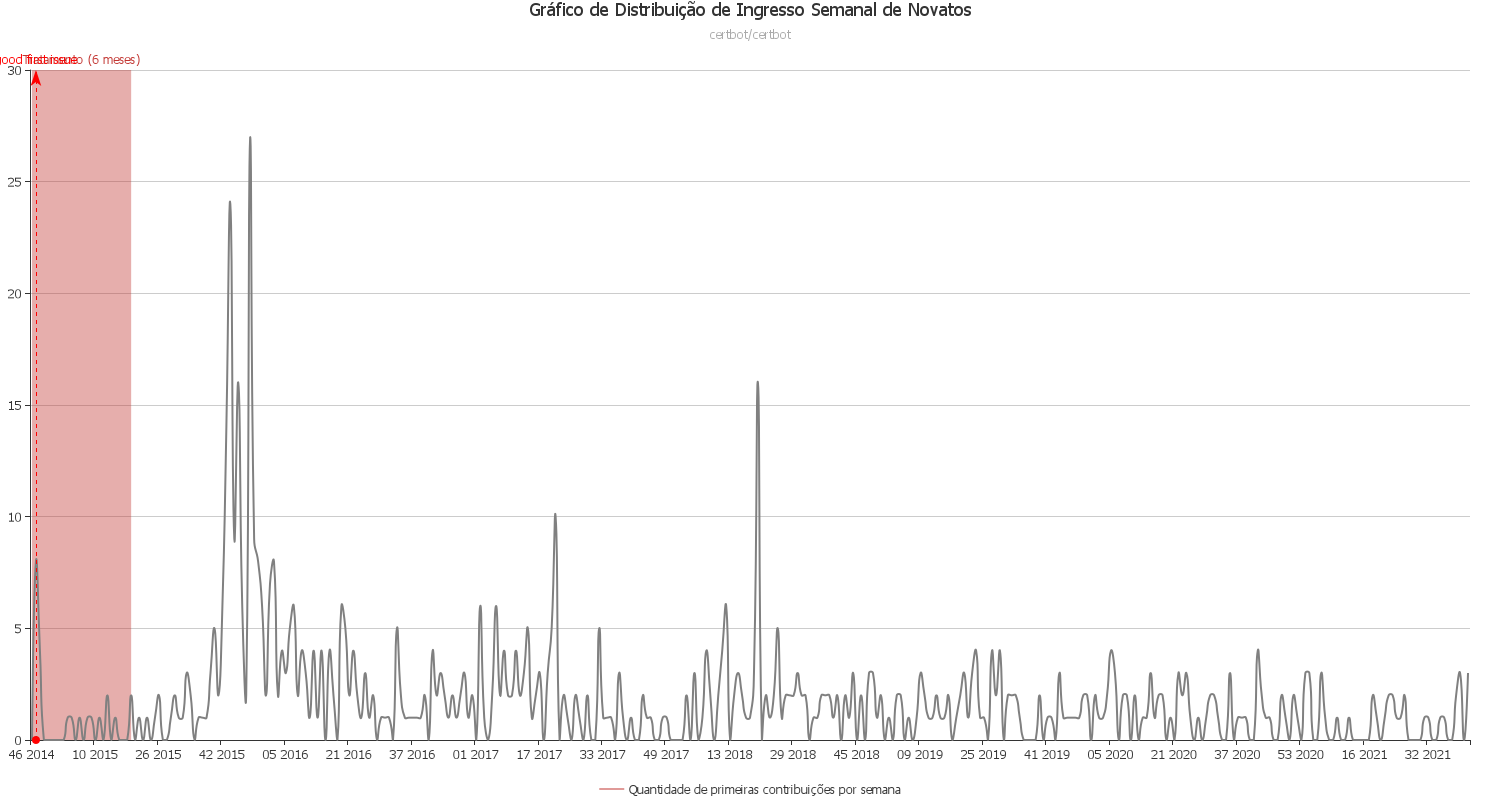 Gráfico de Distribuição de Ingresso Semanal de Novatos
certbot/certbot
good first issue
Tratamento (6 meses)
30
25
20
15
10
5
0
46 2014 10 2015 26 2015 42 2015 05 2016 21 2016 37 2016 01 2017 17 2017 33 2017 49 2017 13 2018 29 2018 45 2018 09 2019 25 2019 41 2019 05 2020 21 2020 37 2020 53 2020 16 2021 32 2021
Quantidade de primeiras contribuições por semana